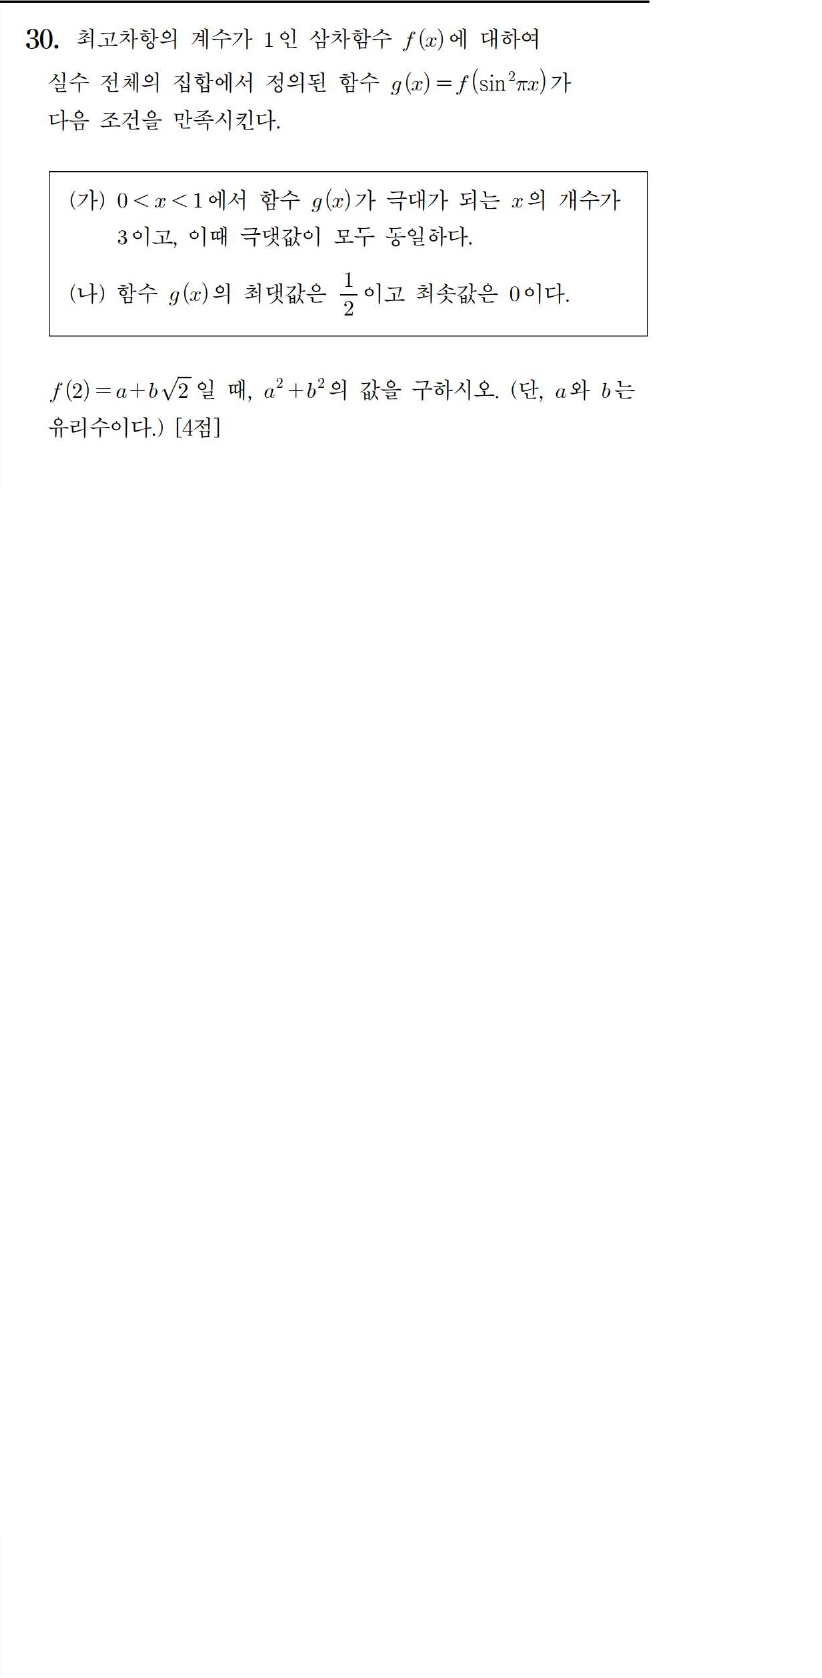 30. 최고차항의 계수가 1인 삼차함수 f(x)에 대하여
실수 전체의 집합에서 정의된 함수 g(x)=f(sin²πx)가
다음 조건을 만족시킨다.
(가) 0<x<1에서 함수 g(x)가 극대가 되는 x의 개수가
3이고, 이때 극댓값이 모두 동일하다.
(나) 함수 g(x)의 최댓값은 1/2이고 최솟값은 0이다.
f(2)=a+b√2일 때, a²+b²의 값을 구하시오. (단, a와 b는
유리수이다.) [4점]